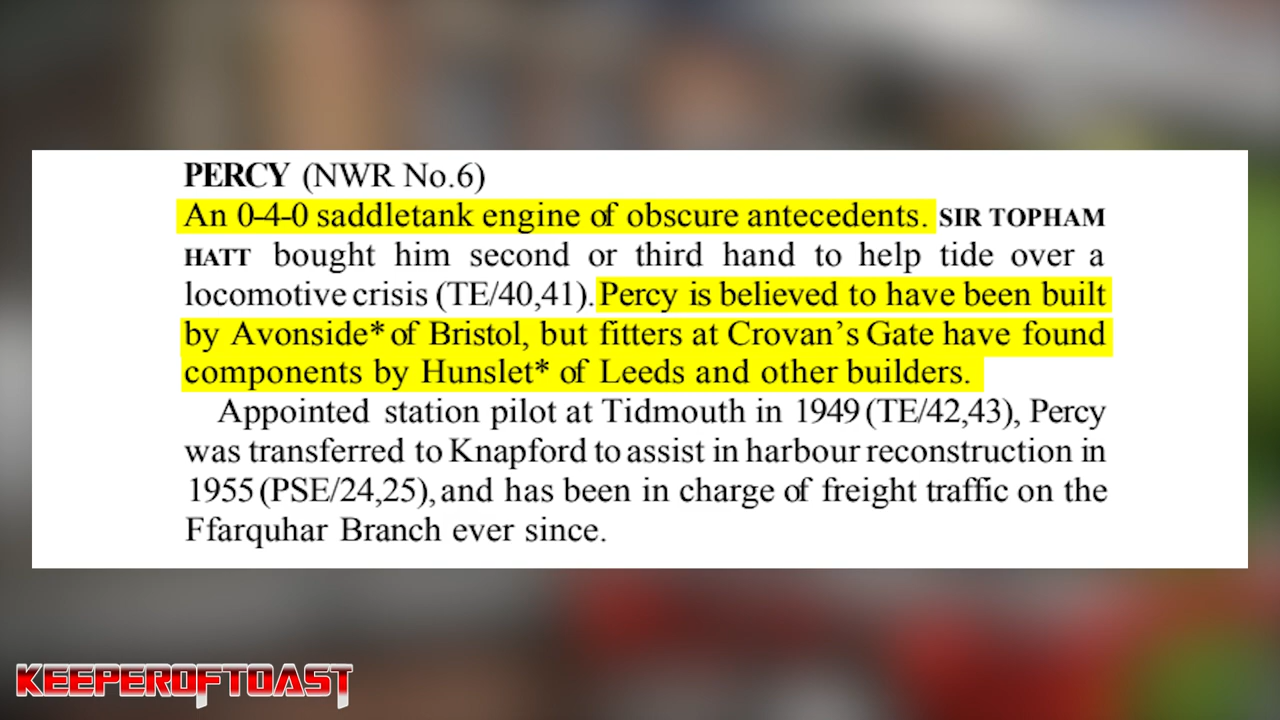 PERCY (NWR No.6)
An 0-4-0 saddletank engine of obscure antecedents. SIR TOPHAM
HATT bought him second or third hand to help tide over a
locomotive crisis (TE/40,41). Percy is believed to have been built
by Avonside* of Bristol, but fitters at Crovan's Gate have found
components by Hunslet* of Leeds and other builders.
Appointed station pilot at Tidmouth in 1949 (TE/42,43), Percy
was transferred to Knapford to assist in harbour reconstruction in
1955 (PSE/24,25), and has been in charge of freight traffic on the
Ffarquhar Branch ever since.
KEEPEROFTOAST